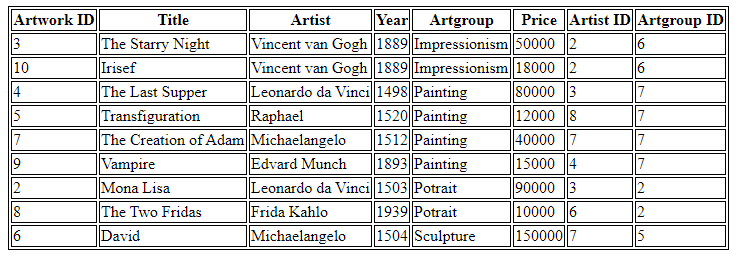 Artwork ID Title Artist Year Artgroup Price Artist ID Artgroup ID
3 The Starry Night Vincent van Gogh 1889 Impressionism 50000 2 6
10 Irisef Vincent van Gogh 1889 Impressionism 18000 2 6
4 The Last Supper Leonardo da Vinci 1498 Painting 80000 3 7
5 Transfiguration Raphael 1520 Painting 12000 8 7
7 The Creation of Adam Michaelangelo 1512 Painting 40000 7 7
9 Vampire Edvard Munch 1893 Painting 15000 4 7
2 Mona Lisa Leonardo da Vinci 1503 Potrait 90000 3 2
8 The Two Fridas Frida Kahlo 1939 Potrait 10000 6 2
6 David Michaelangelo 1504 Sculpture 150000 7 5